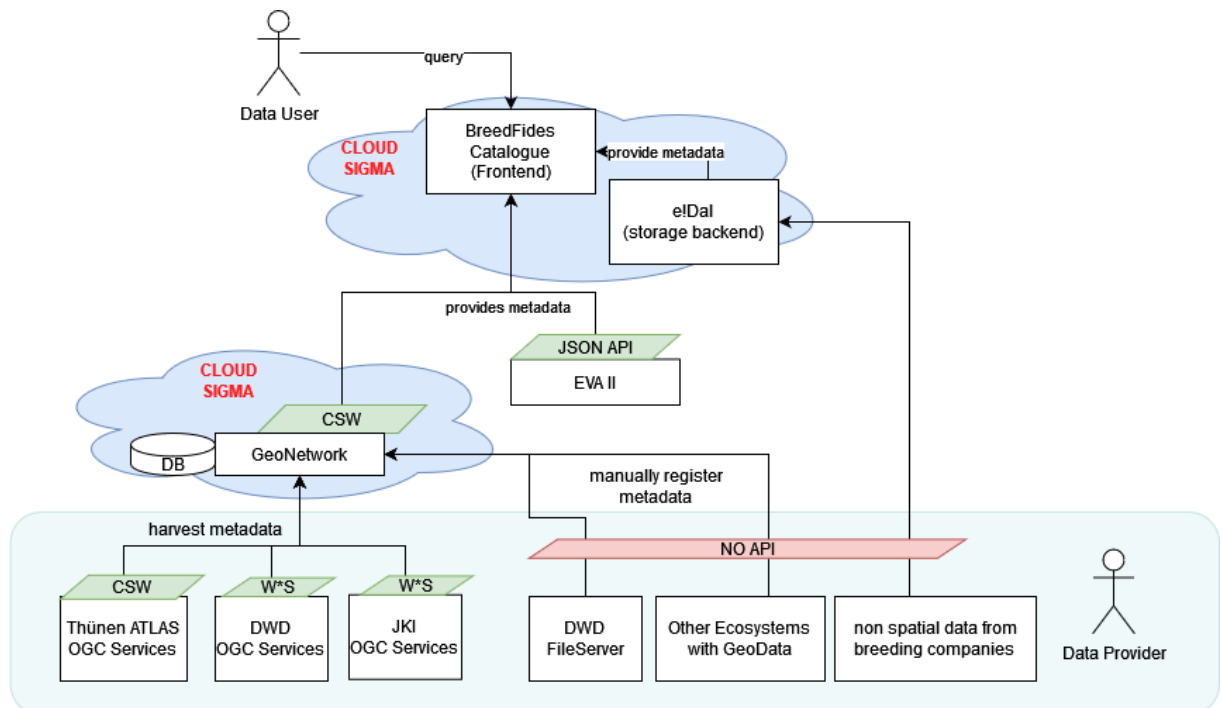 query
Data User
BreedFides
Catalogue
(Frontend)
CLOUD
SIGMA
provide metadata
e!Dal
(storage backend)
provides metadata
JSON API
EVA II
CLOUD
SIGMA
CSW
DB
GeoNetwork
manually register
metadata
harvest metadata
NO API
CSW
W*S
W*S
Thünen ATLAS
OGC Services
DWD
OGC Services
JKI
OGC Services
DWD
FileServer
Other Ecosystems
with GeoData
non spatial data from
breeding companies
Data Provider